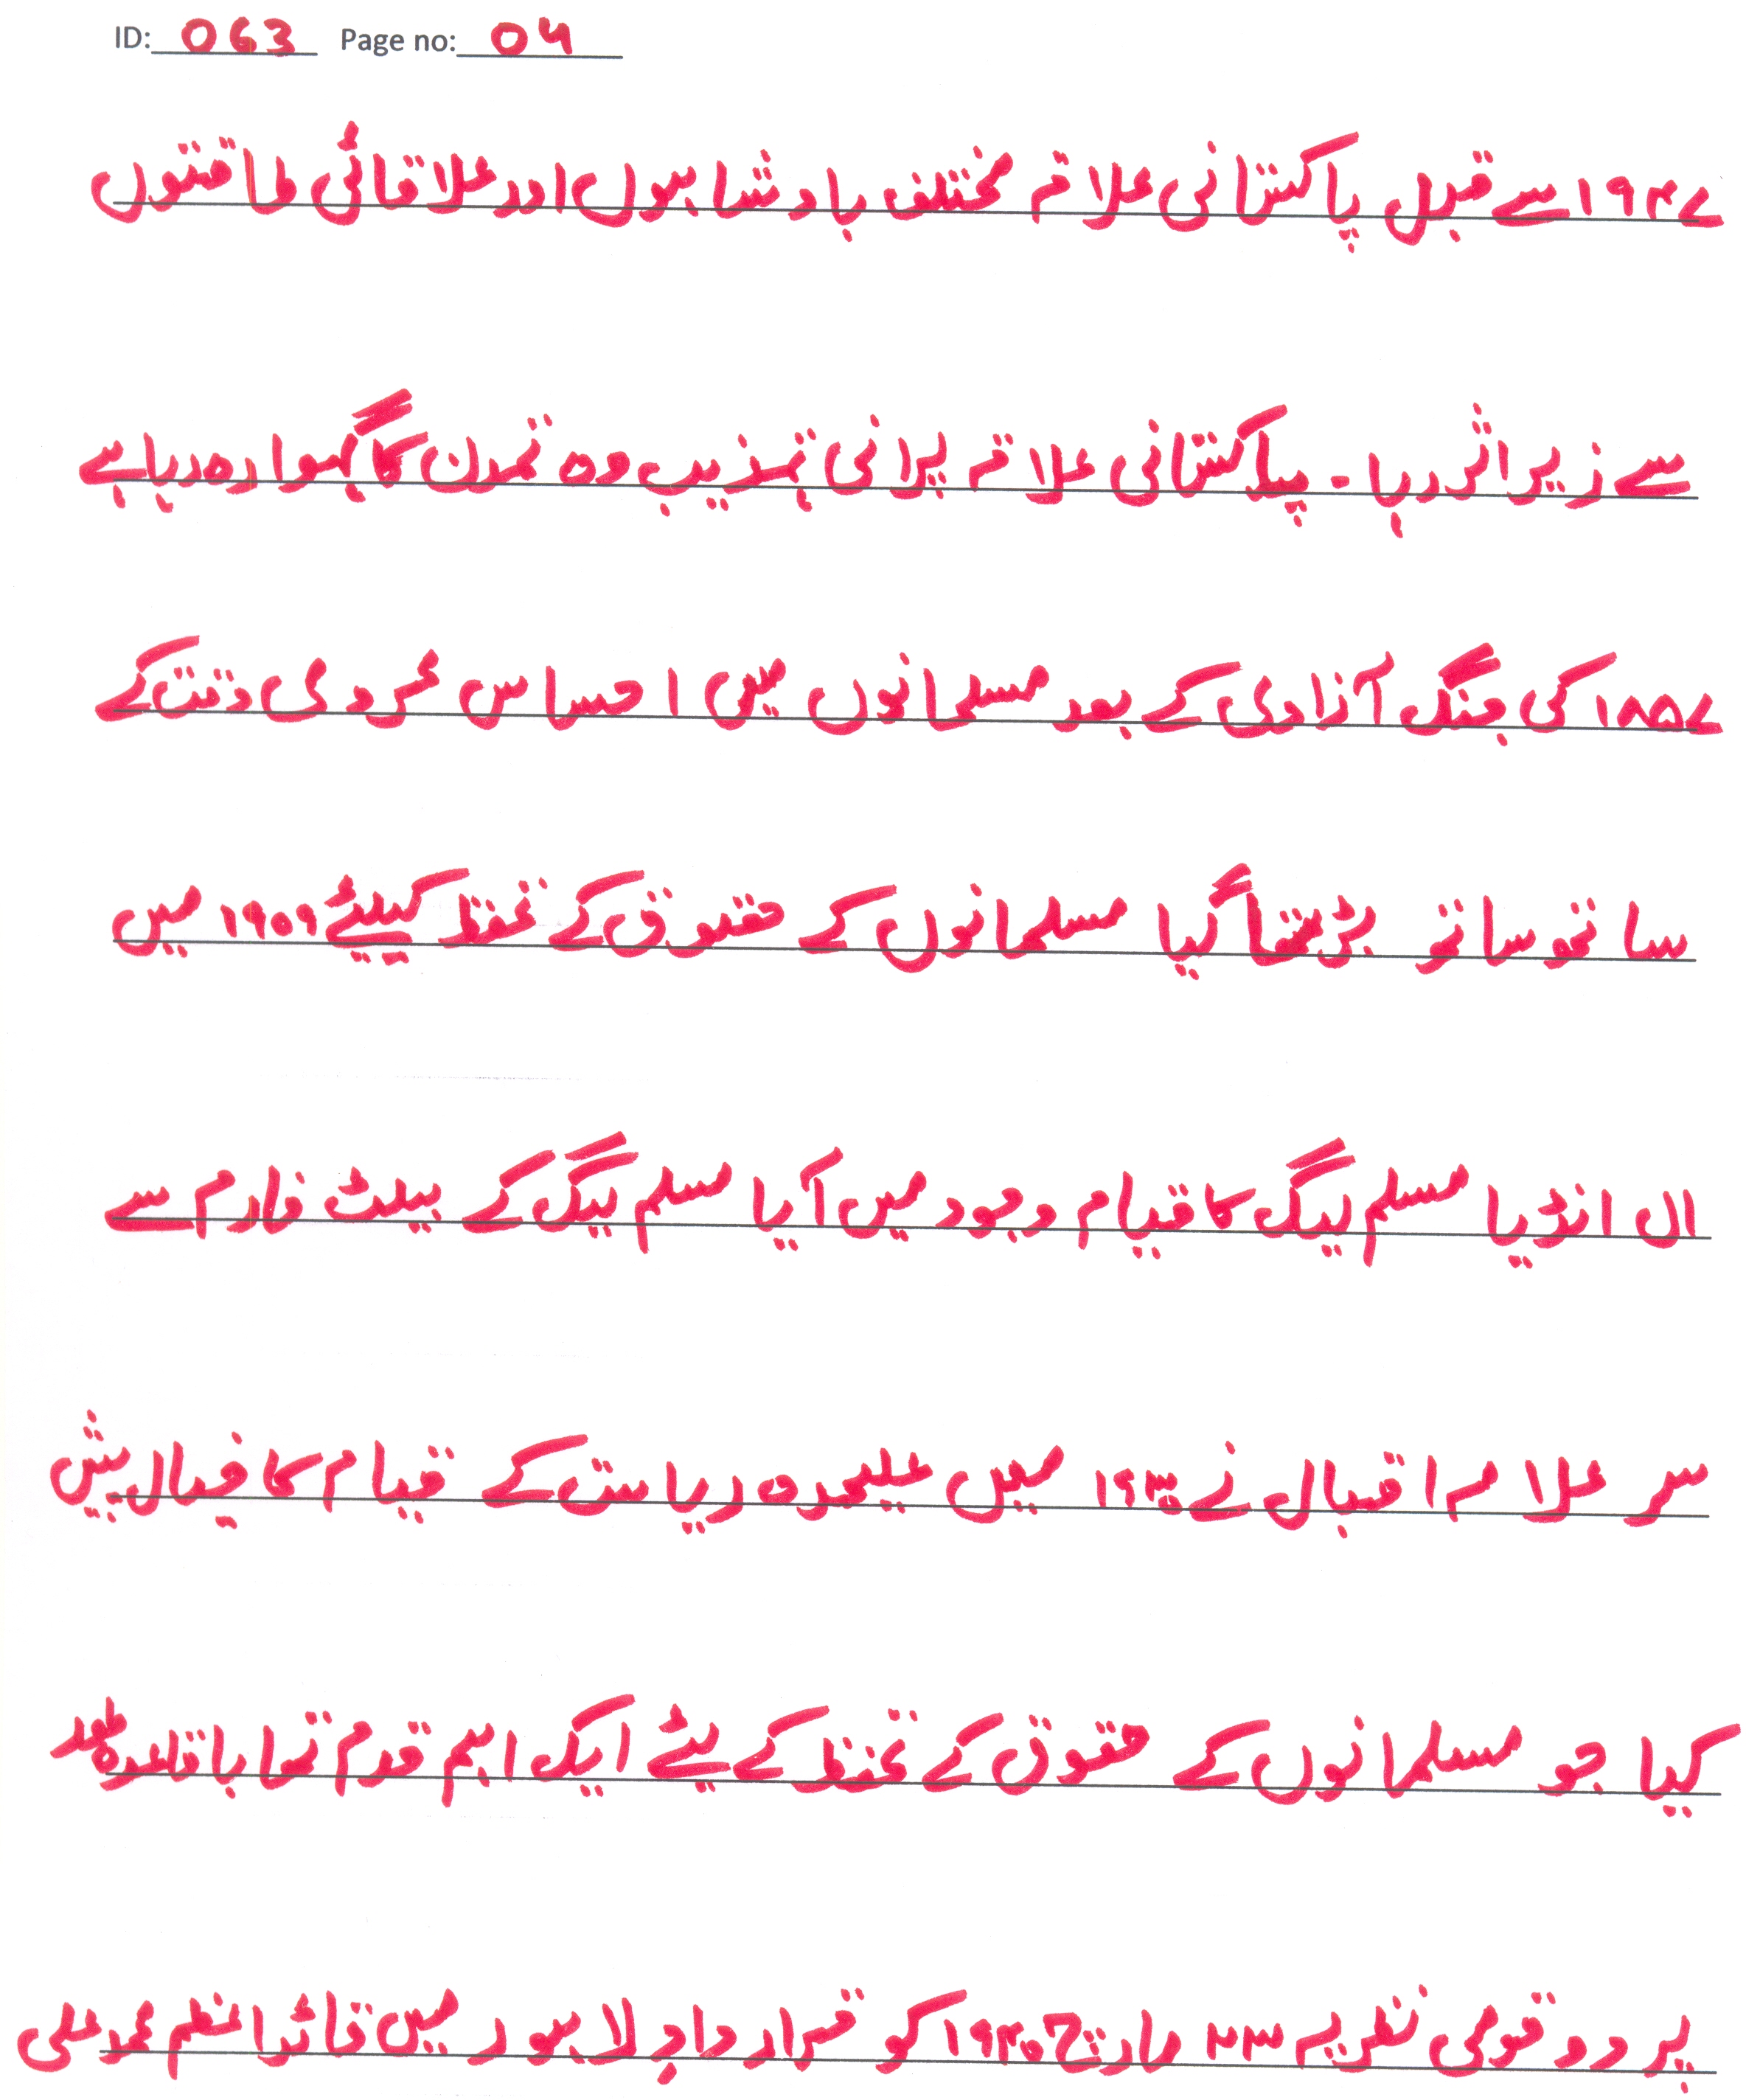 ID: 063 Page no: 04
۱۹۴۷ سے قبل پاکستانی علاقہ مختلف بادشاہوں اور علاقائی طاقتوں
سے زیر اثر رہا - پاکستانی علاقہ پرانی تہذیب وہ تمدن کا گہوارہ رہا ہے
۱۸۵۷ کی جنگ آزادی کے بعد مسلمانوں میں احساس محرومی وقت کے
ساتھ ساتھ بڑھتا گیا مسلمانوں کے حقوق کے تحفظ کیلئے ۱۹۰۹ میں
ال انڈیا مسلم لیگ کا قیام وجود میں آیا مسلم لیگ کے پیلٹ فارم سے
سر علامہ اقبال نے ۱۹۳۰ میں علیحدہ ریاست کے قیام کا خیال پیش
کیا جو مسلمانوں کے حقوق کے تحفظ کے لیئے ایک اہم قدم تھا باقاعدہ طور
پر دو قومی نظریہ ۲۳ مارچ ۱۹۴۰ کو قرارداد لاہور میں قائد اعظم محمد علی